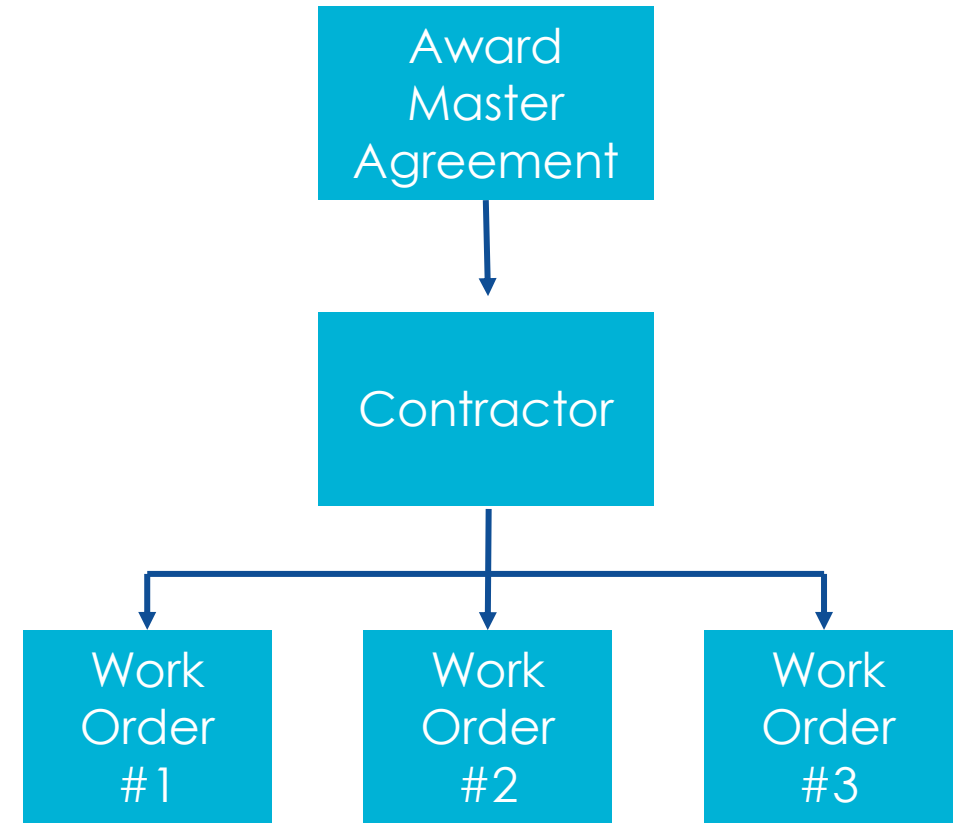 Award
Master
Agreement
Contractor
Work
Order
#1
Work
Order
#2
Work
Order
#3